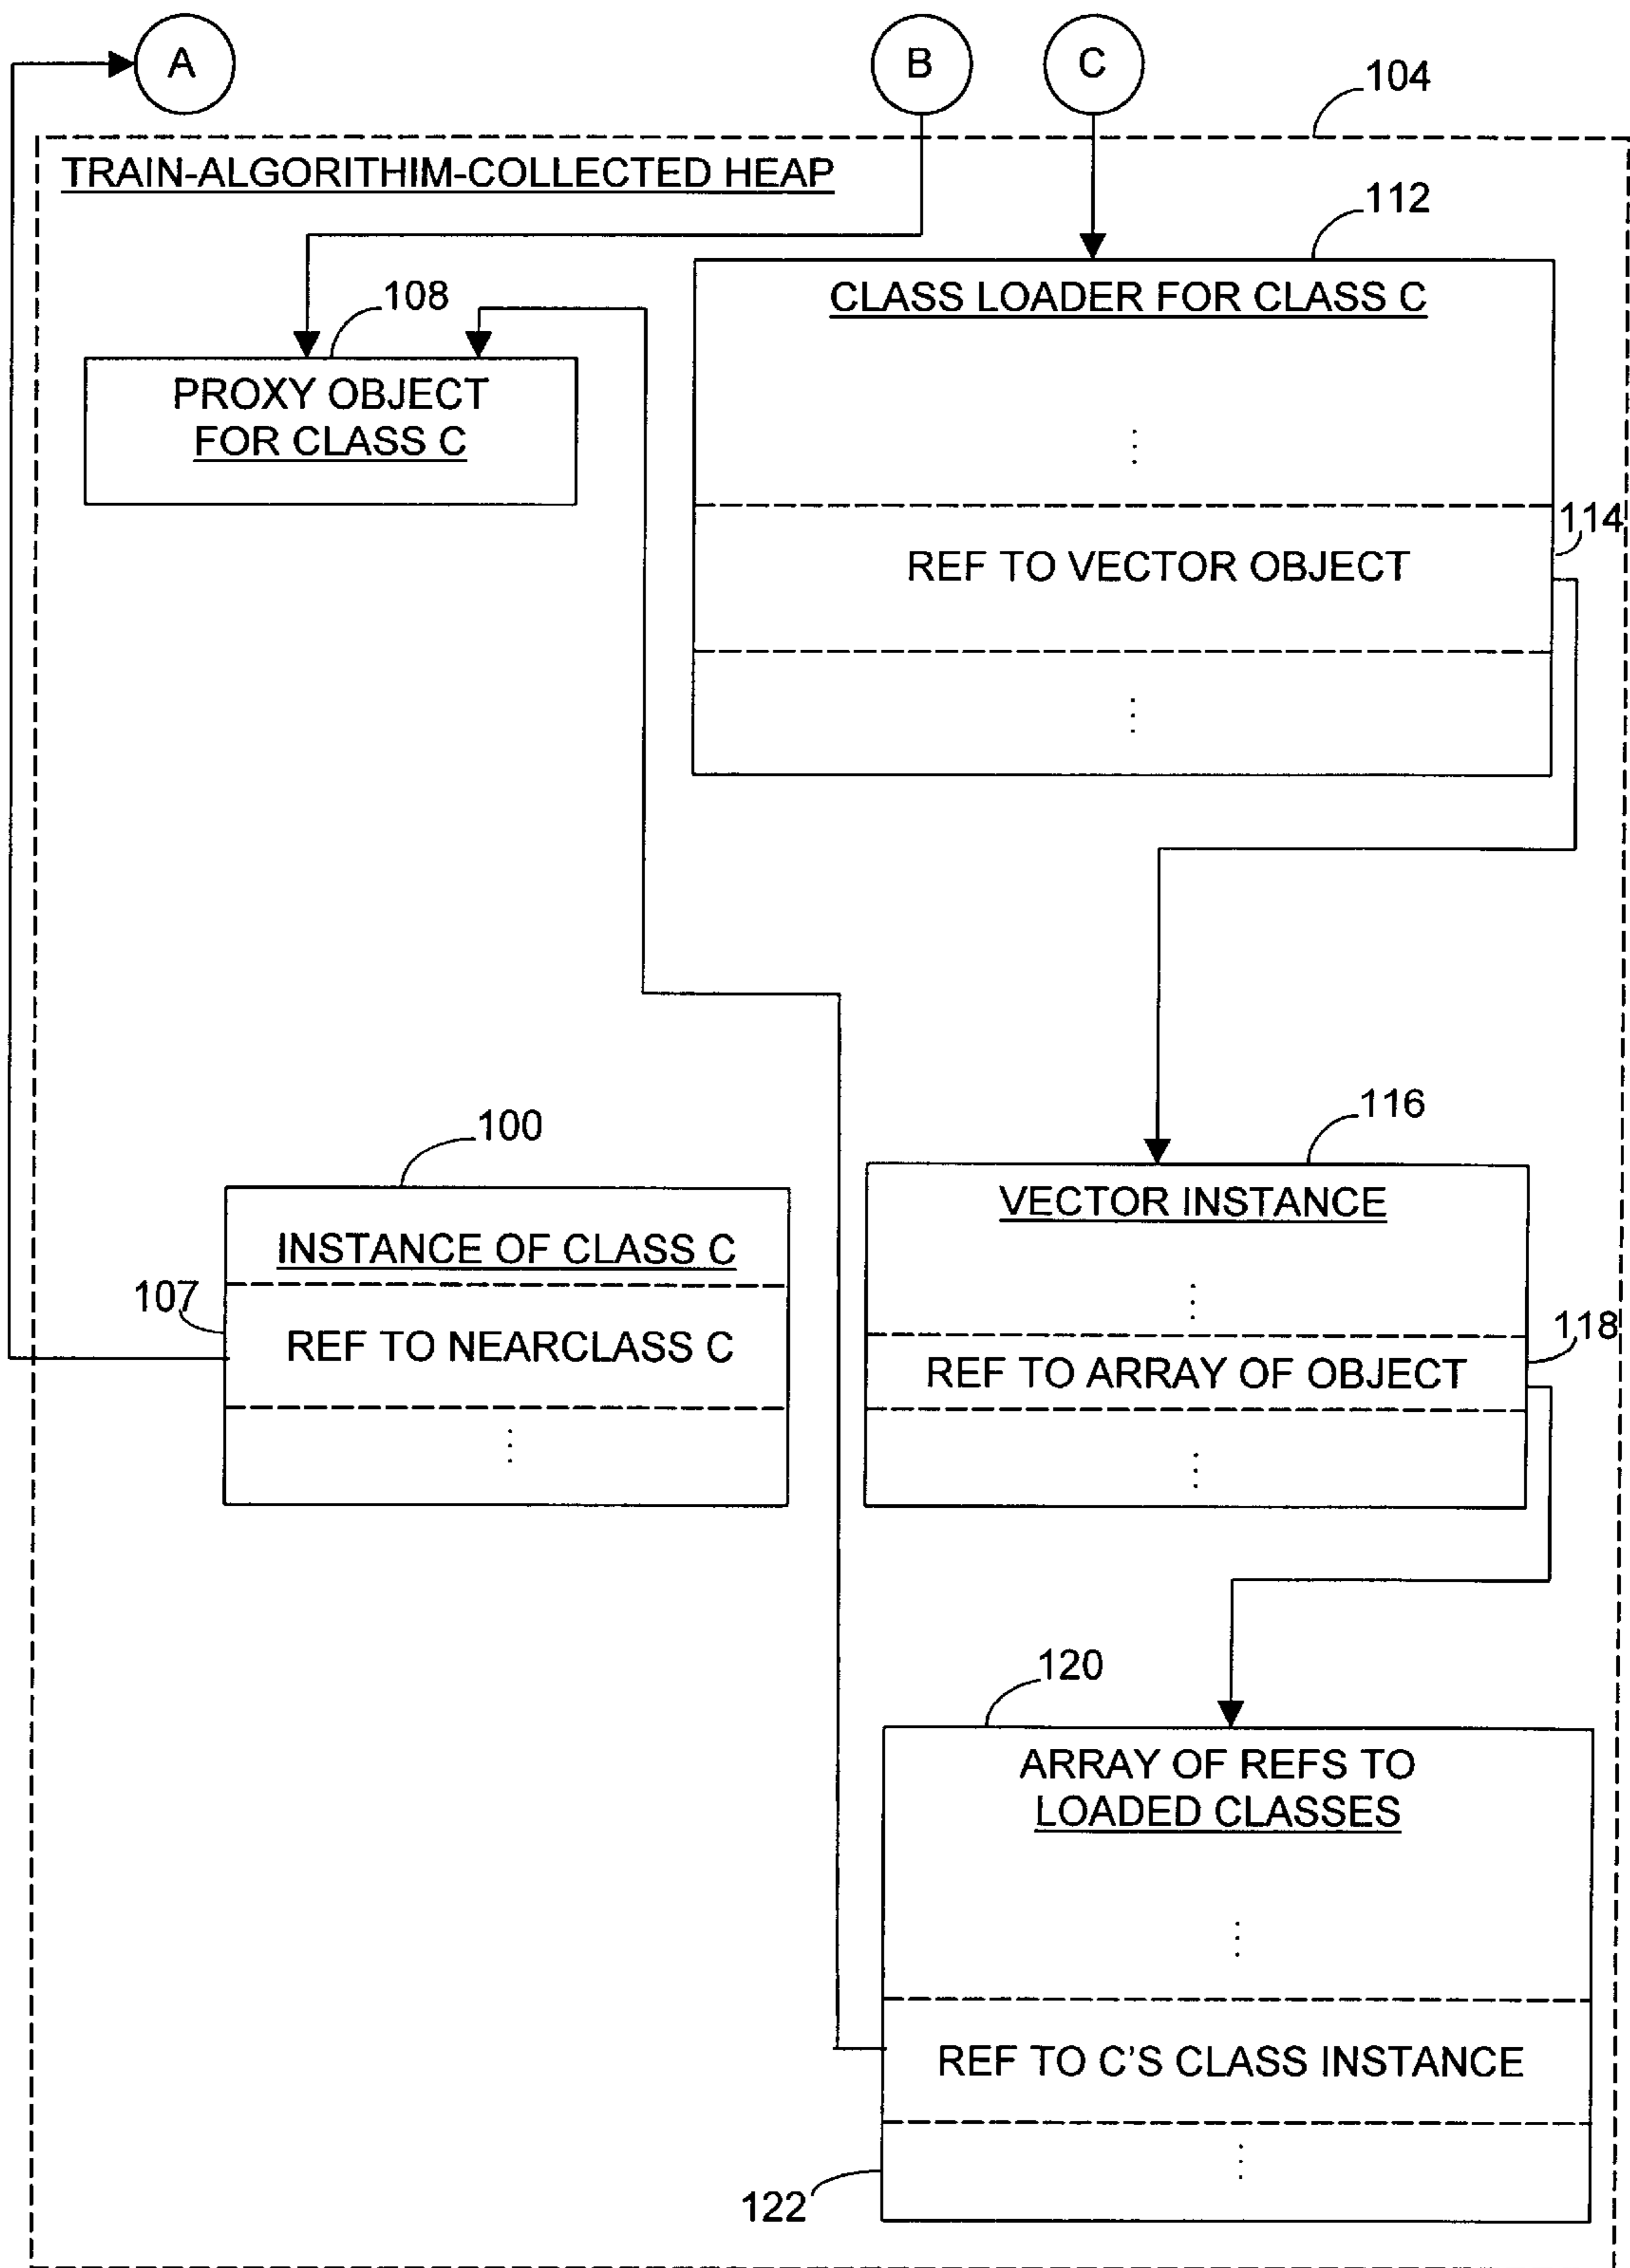 A
B
C
104
TRAIN-ALGORITHIM-COLLECTED HEAP
112
CLASS LOADER FOR CLASS C
108
PROXY OBJECT
FOR CLASS C
114
REF TO VECTOR OBJECT
100
INSTANCE OF CLASS C
107
REF TO NEARCLASS C
116
VECTOR INSTANCE
118
REF TO ARRAY OF OBJECT
120
ARRAY OF REFS TO
LOADED CLASSES
REF TO C'S CLASS INSTANCE
122